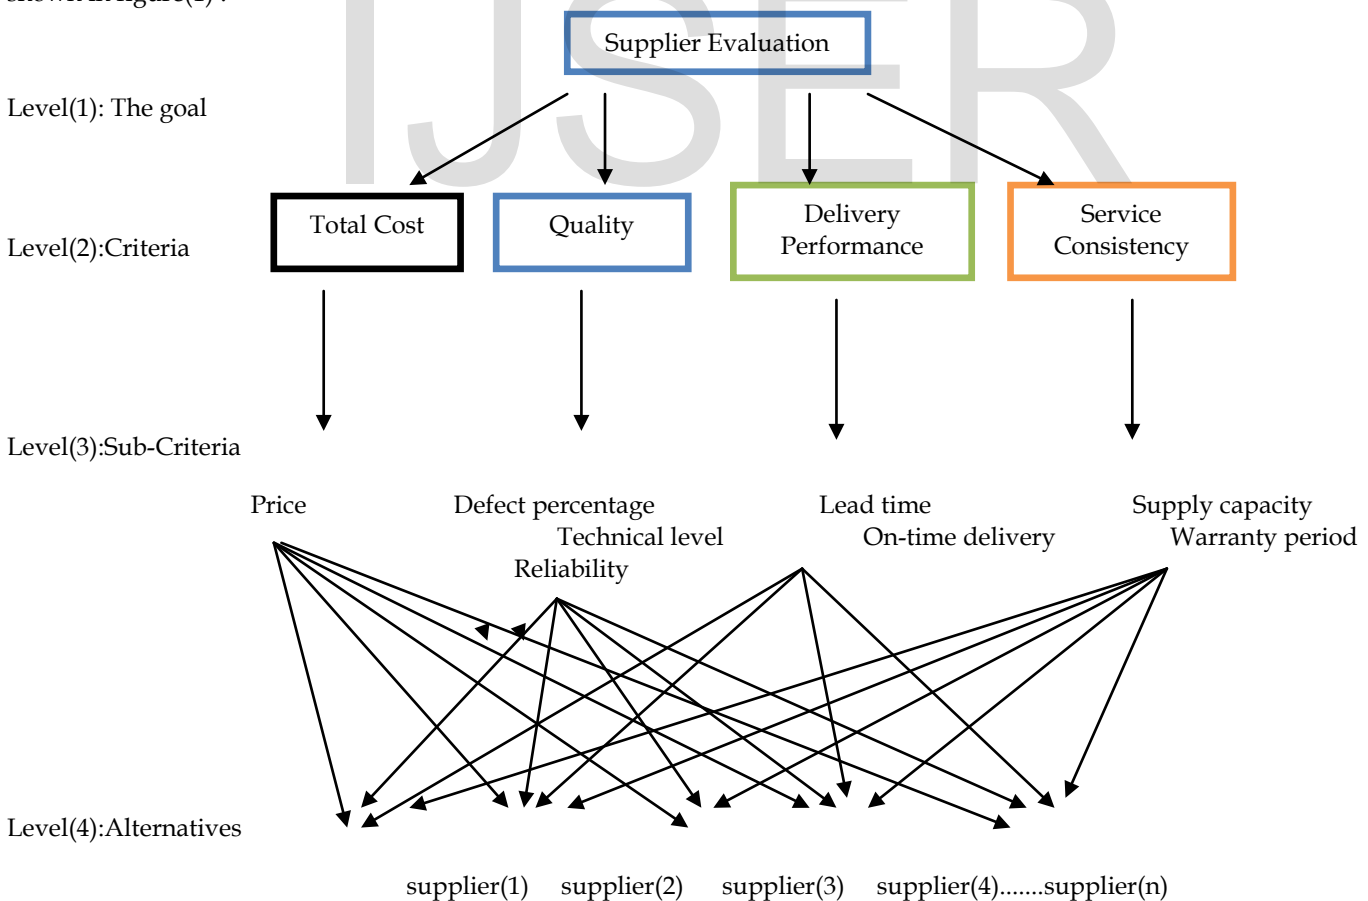 Supplier Evaluation
Level(1): The goal
Total Cost
Quality
Delivery
Performance
Service
Consistency
Level(2):Criteria
Level(3):Sub-Criteria
Price
Defect percentage
Technical level
Reliability
Lead time
On-time delivery
Supply capacity
Warranty period
Level(4):Alternatives
supplier(1) supplier(2) supplier(3) supplier(4).......supplier(n)
IJSER